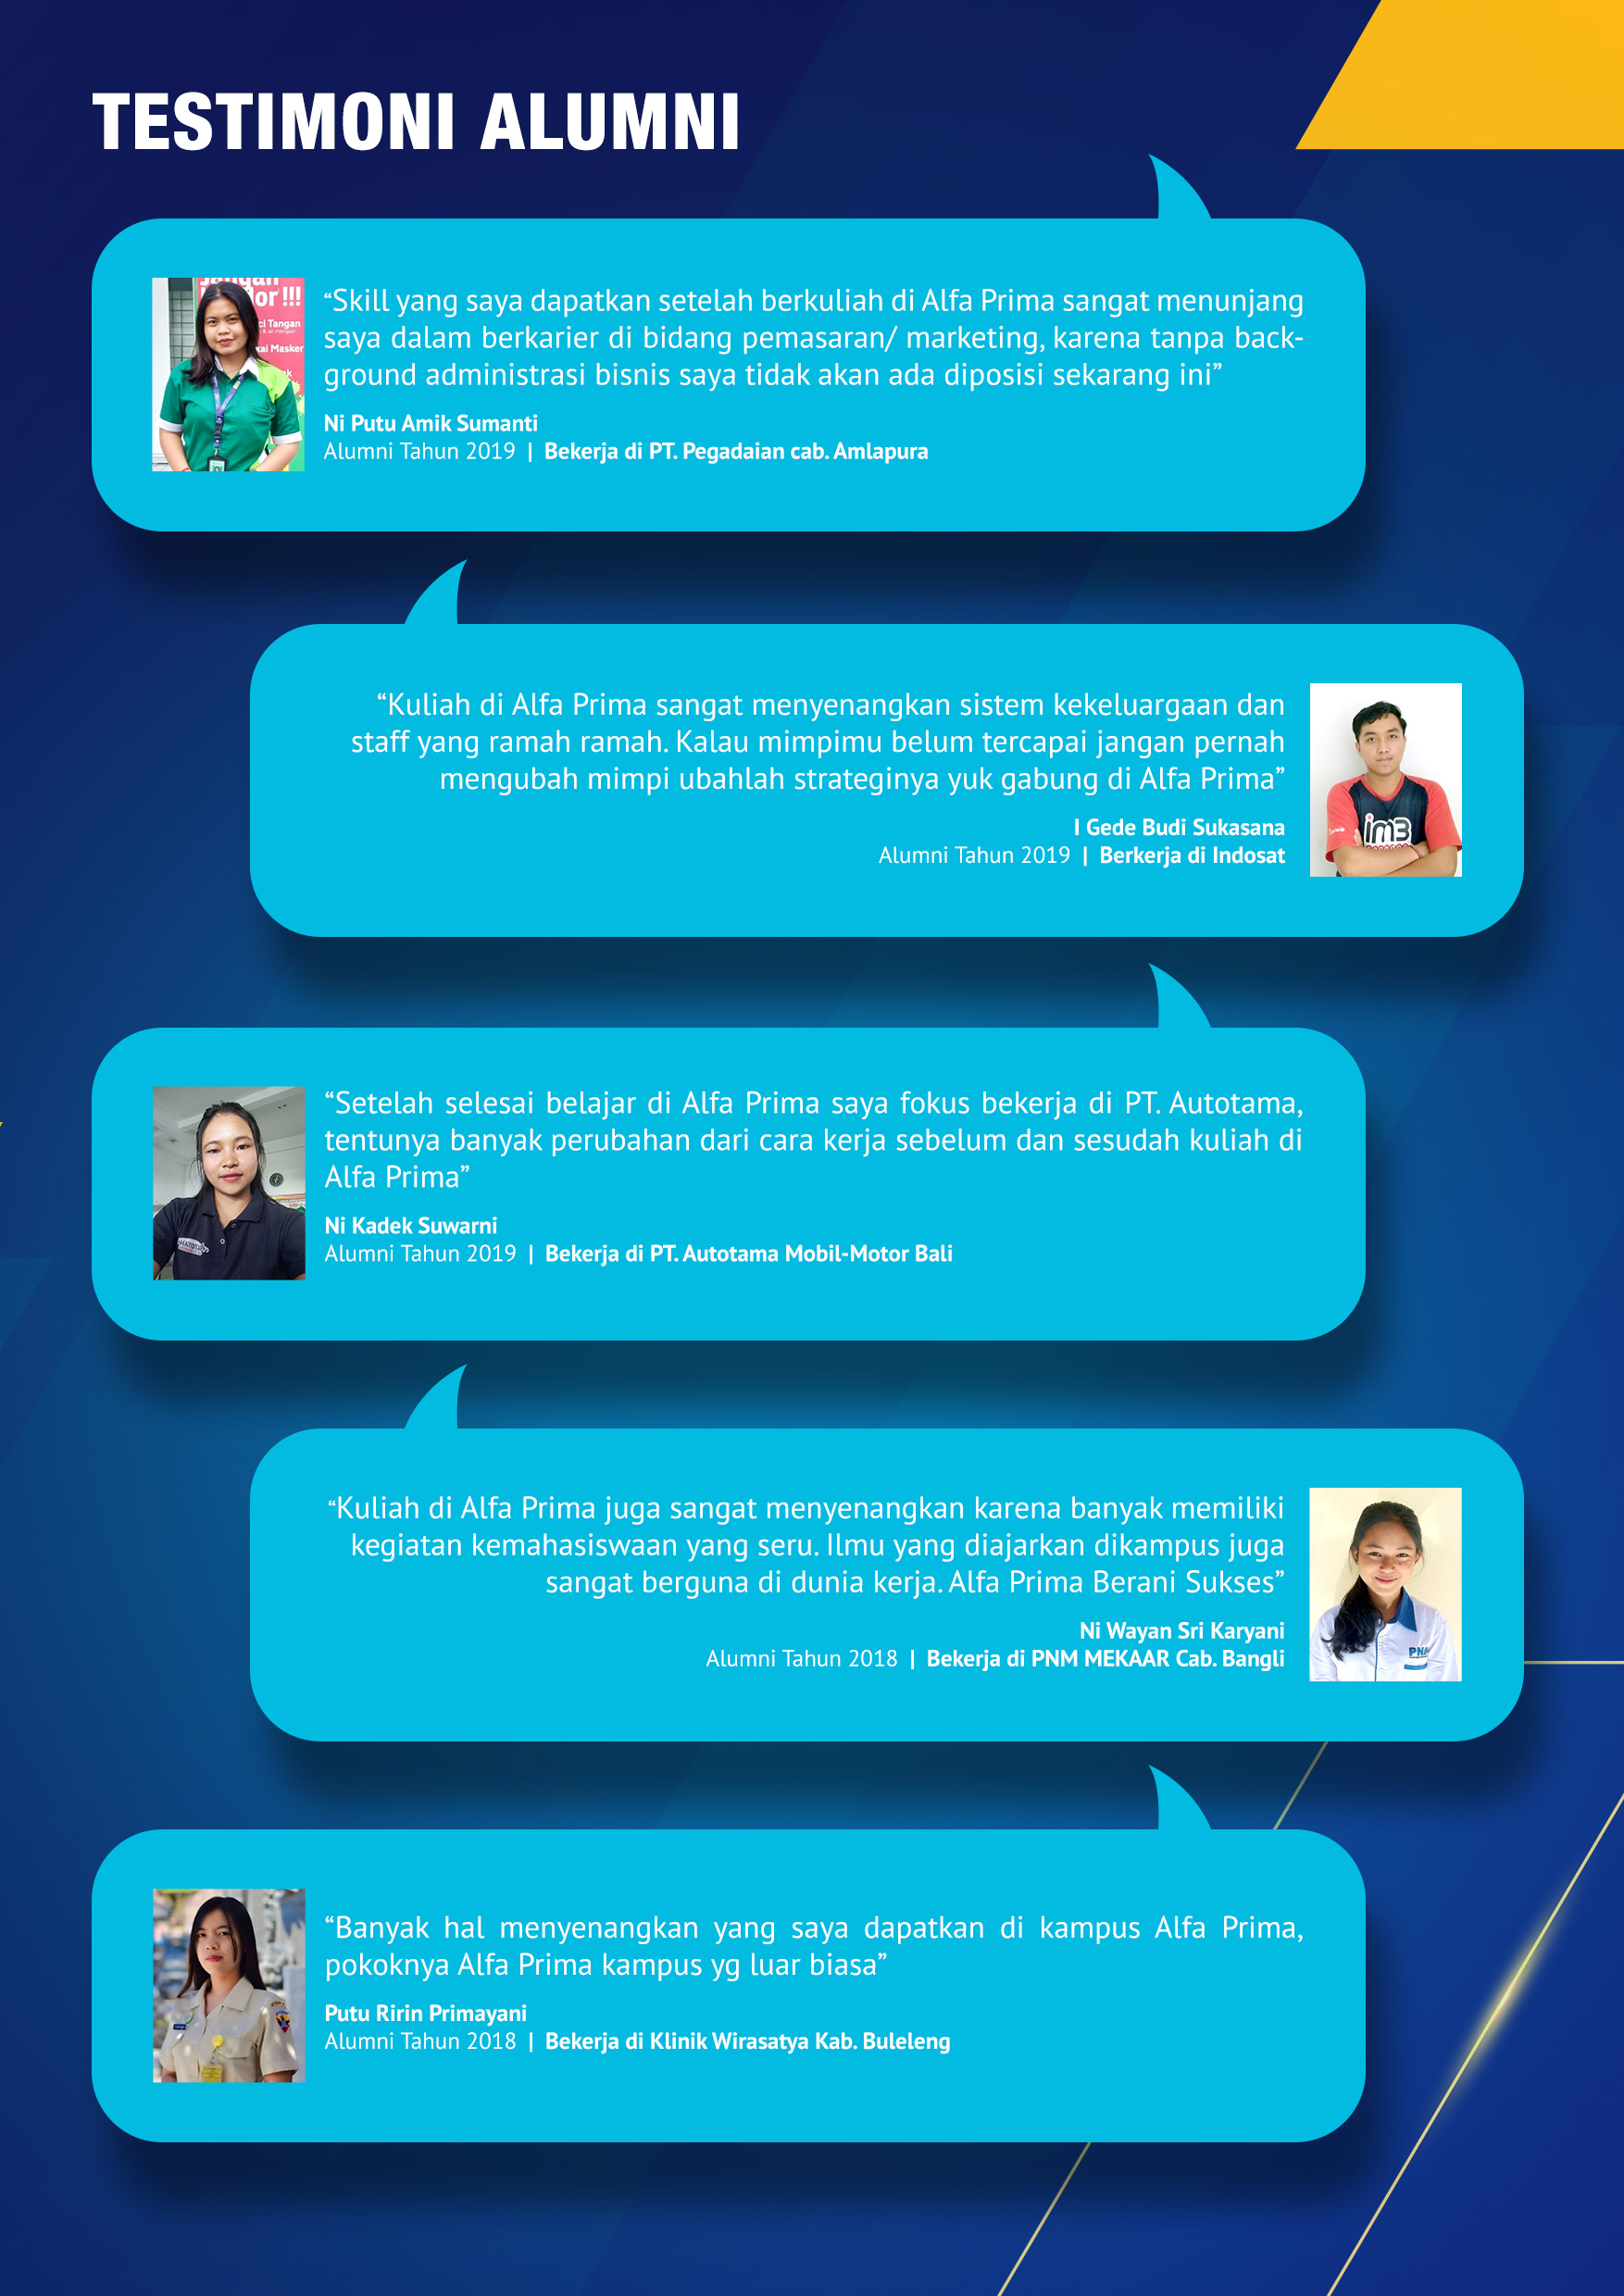 TESTIMONI ALUMNI
“Skill yang saya dapatkan setelah berkuliah di Alfa Prima sangat menunjang
saya dalam berkarier di bidang pemasaran/ marketing, karena tanpa back-
ground administrasi bisnis saya tidak akan ada diposisi sekarang ini”
Ni Putu Amik Sumanti
Alumni Tahun 2019 | Bekerja di PT. Pegadaian cab. Amlapura
“Kuliah di Alfa Prima sangat menyenangkan sistem kekeluargaan dan
staff yang ramah ramah. Kalau mimpimu belum tercapai jangan pernah
mengubah mimpi ubahlah strateginya yuk gabung di Alfa Prima”
I Gede Budi Sukasana
Alumni Tahun 2019 | Berkerja di Indosat
im3
“Setelah selesai belajar di Alfa Prima saya fokus bekerja di PT. Autotama,
tentunya banyak perubahan dari cara kerja sebelum dan sesudah kuliah di
Alfa Prima”
Ni Kadek Suwarni
Alumni Tahun 2019 | Bekerja di PT. Autotama Mobil-Motor Bali
“Kuliah di Alfa Prima juga sangat menyenangkan karena banyak memiliki
kegiatan kemahasiswaan yang seru. Ilmu yang diajarkan dikampus juga
sangat berguna di dunia kerja. Alfa Prima Berani Sukses”
Ni Wayan Sri Karyani
Alumni Tahun 2018 | Bekerja di PNM MEKAAR Cab. Bangli
“Banyak hal menyenangkan yang saya dapatkan di kampus Alfa Prima,
pokoknya Alfa Prima kampus yg luar biasa”
Putu Ririn Primayani
Alumni Tahun 2018 | Bekerja di Klinik Wirasatya Kab. Buleleng